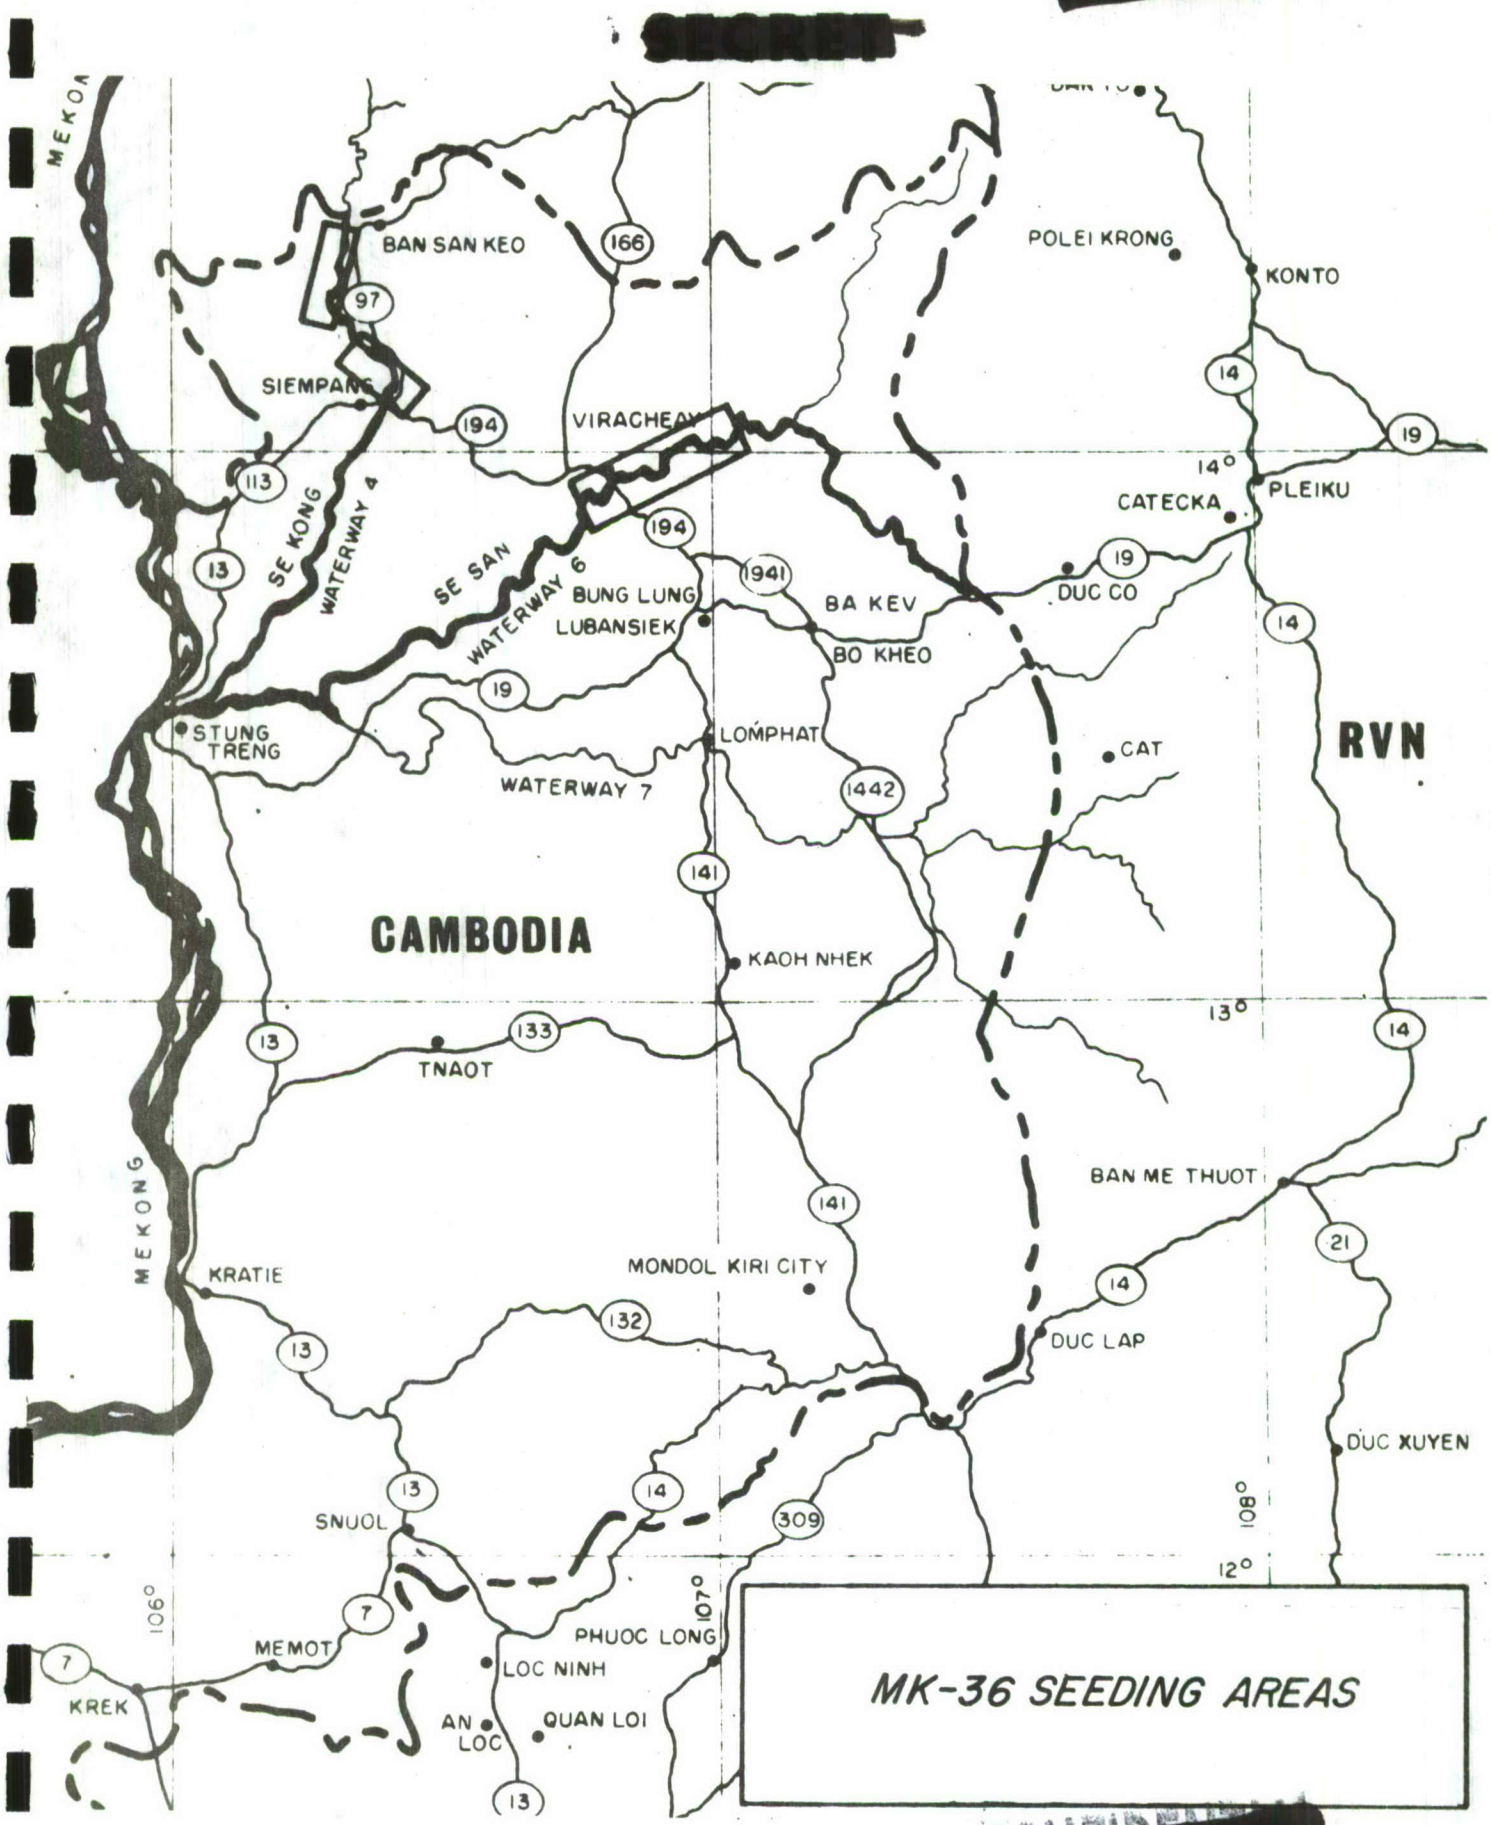 SECRET
MEKON
BAN SAN KEO
166
POLEI KRONG
KONTO
97
14
SIEMPANG
194
VIRACHEAY
19
14°
113
PLEIKU
CATECKA
SE KONG
WATERWAY 4
194
13
SE SAN
WATERWAY 6
1941
19
DUC CO
BUNG LUNG
BA KEV
LUBANSIEK
14
BO KHEO
19
STUNG
TRENG
LOMPHAT
CAT
RVN
WATERWAY 7
1442
141
CAMBODIA
KAOH NHEK
13°
13
133
14
TNAOT
MEKONG
BAN ME THUOT
141
21
KRATIE
MONDOL KIRI CITY
14
13
132
DUC LAP
DUC XUYEN
13
14
SNUOL
309
108°
12°
106°
107°
7
PHUOC LONG
7
MEMOT
LOC NINH
KREK
AN
LOC
QUAN LOI
13
MK-36 SEEDING AREAS